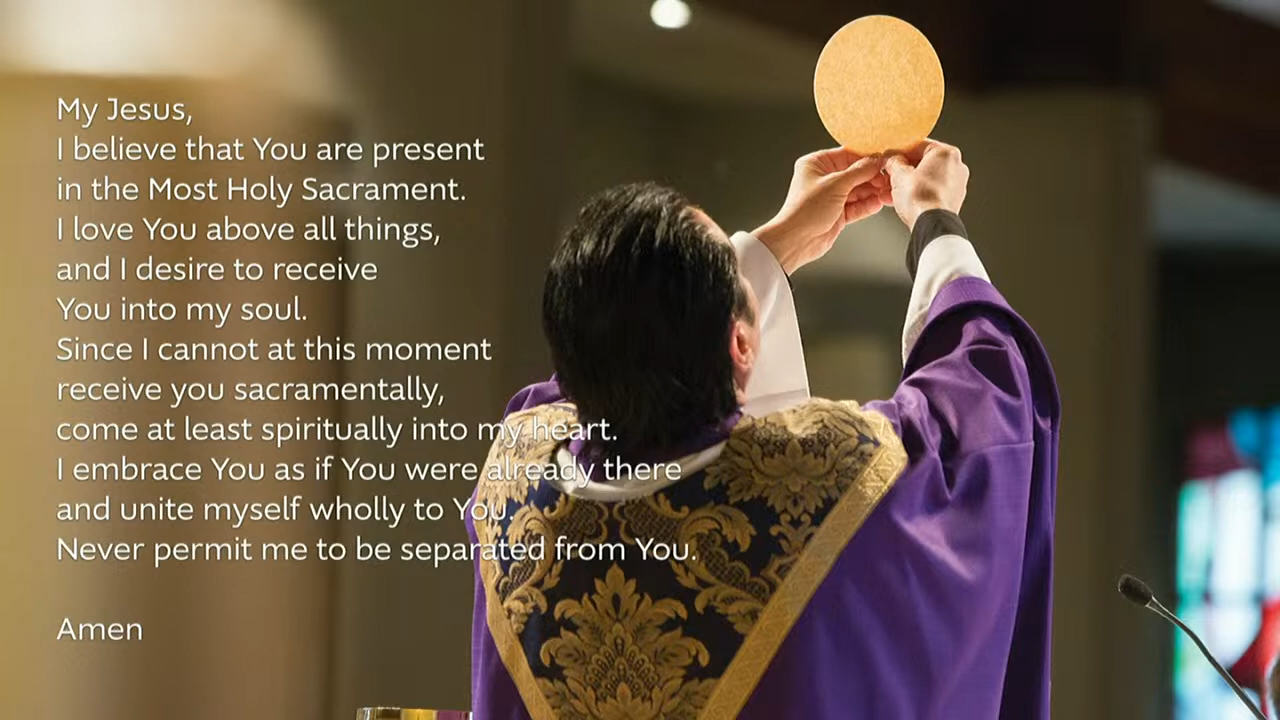 My Jesus,
I believe that You are present
in the Most Holy Sacrament.
I love You above all things,
and I desire to receive
You into my soul.
Since I cannot at this moment
receive you sacramentally,
come at least spiritually into my heart.
I embrace You as if You were already there
and unite myself wholly to You.
Never permit me to be separated from You.
Amen